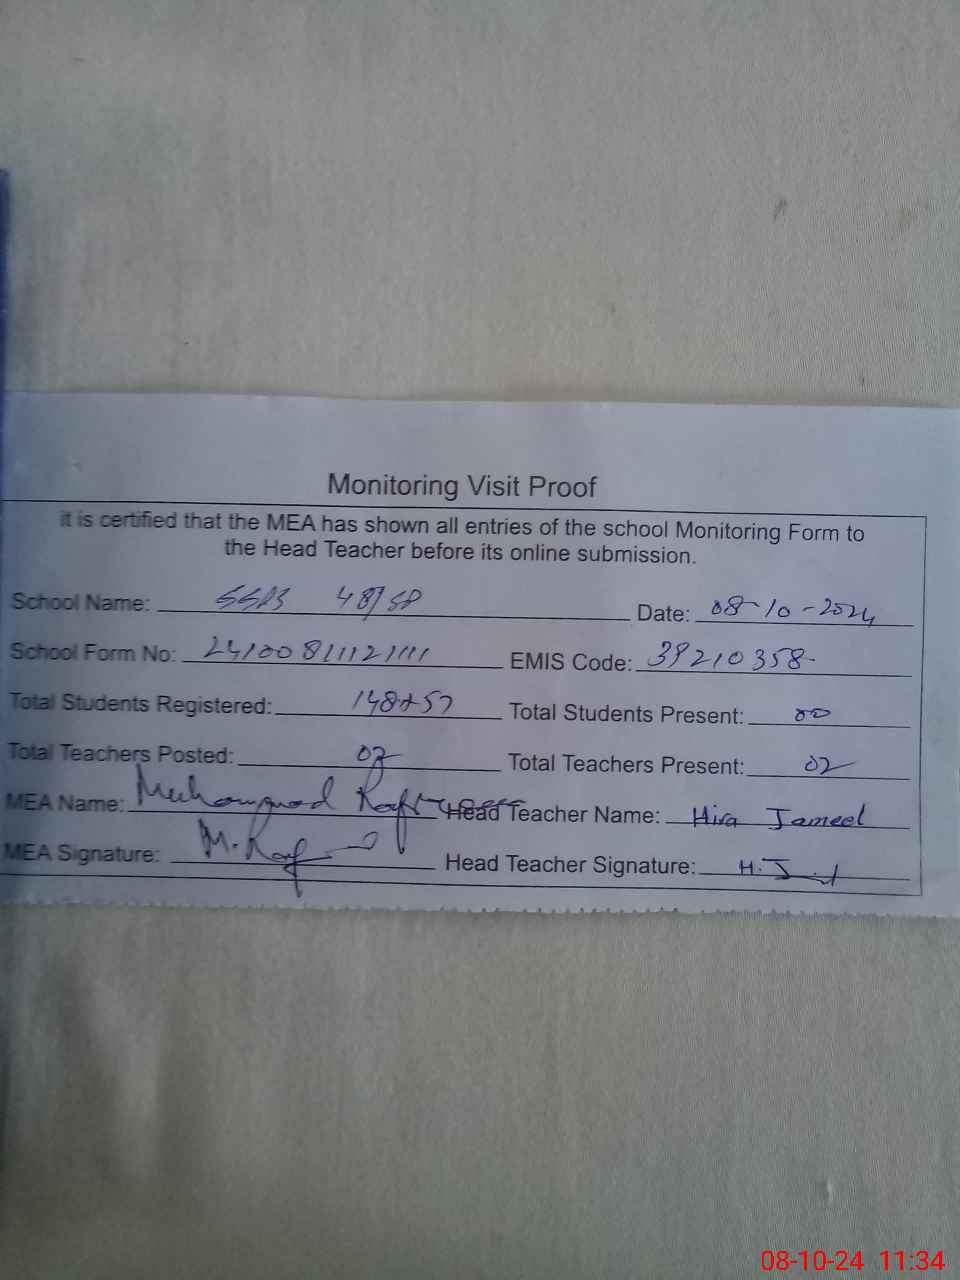 Monitoring Visit Proof
it is certified that the MEA has shown all entries of the school Monitoring Form to
the Head Teacher before its online submission.
School Name: 48/SP Date: 08-10-2024
School Form No: 24100811121111 EMIS Code: 39210358
Total Students Registered: 148+57 Total Students Present: 00
Total Teachers Posted: 02 Total Teachers Present: 02
MEA Name: Muhammad Head Teacher Name: Hira Jameel
MEA Signature: M. Head Teacher Signature: H.
08-10-24 11:34